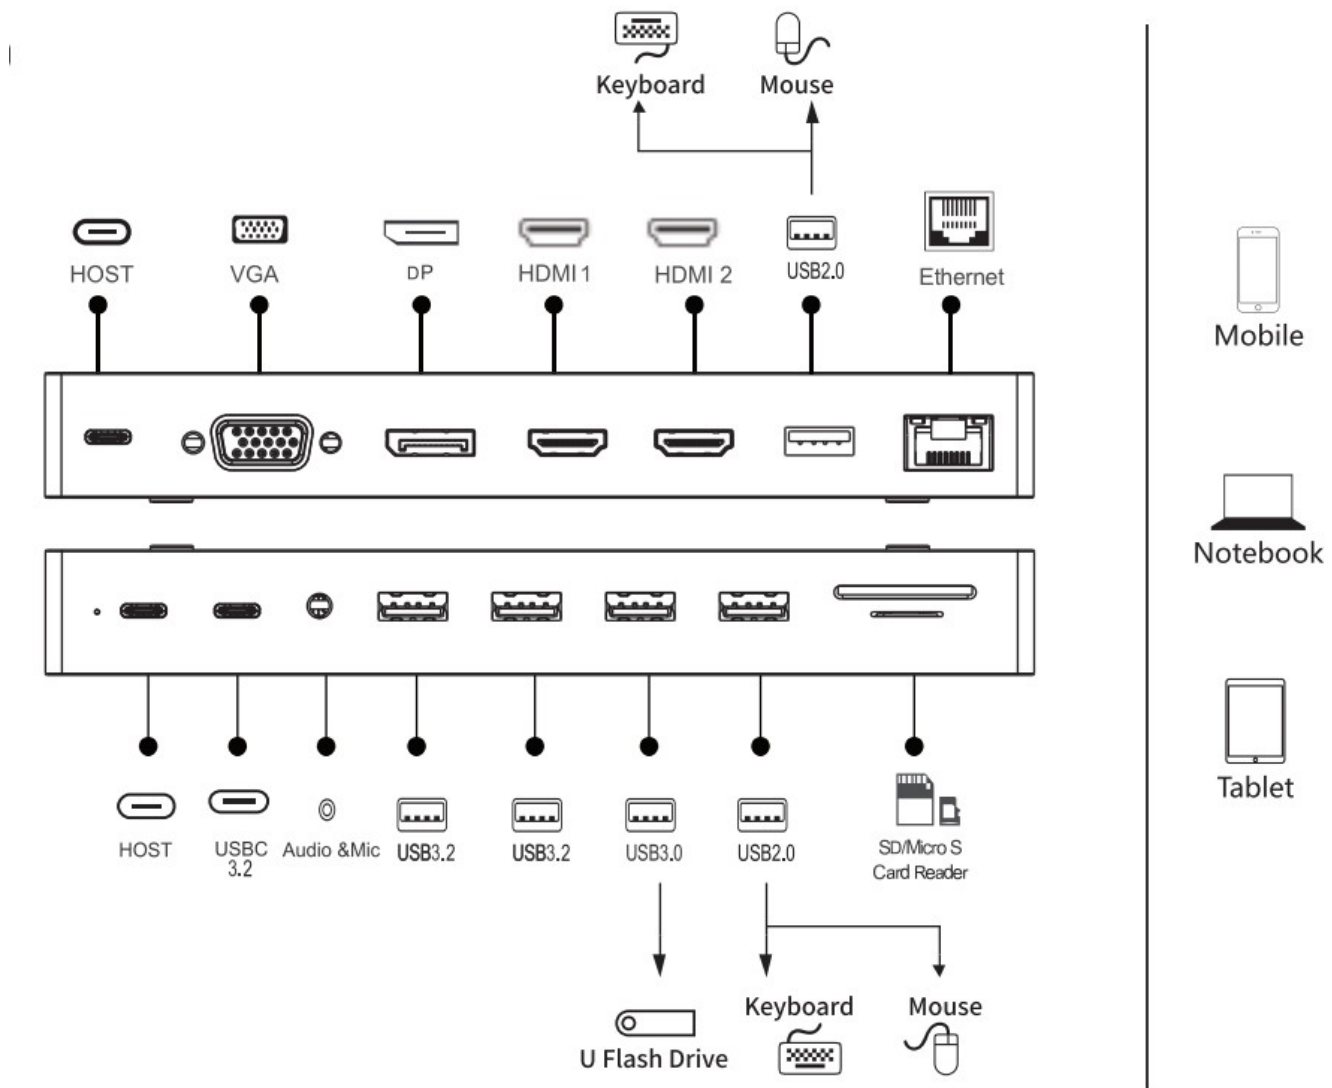 Keyboard
Mouse
HOST
VGA
DP
HDMI 1
HDMI 2
USB2.0
Ethernet
Mobile
Notebook
Tablet
HOST
USBC
3.2
Audio &Mic
USB3.2
USB3.2
USB3.0
USB2.0
SD/Micro S
Card Reader
Keyboard
Mouse
U Flash Drive